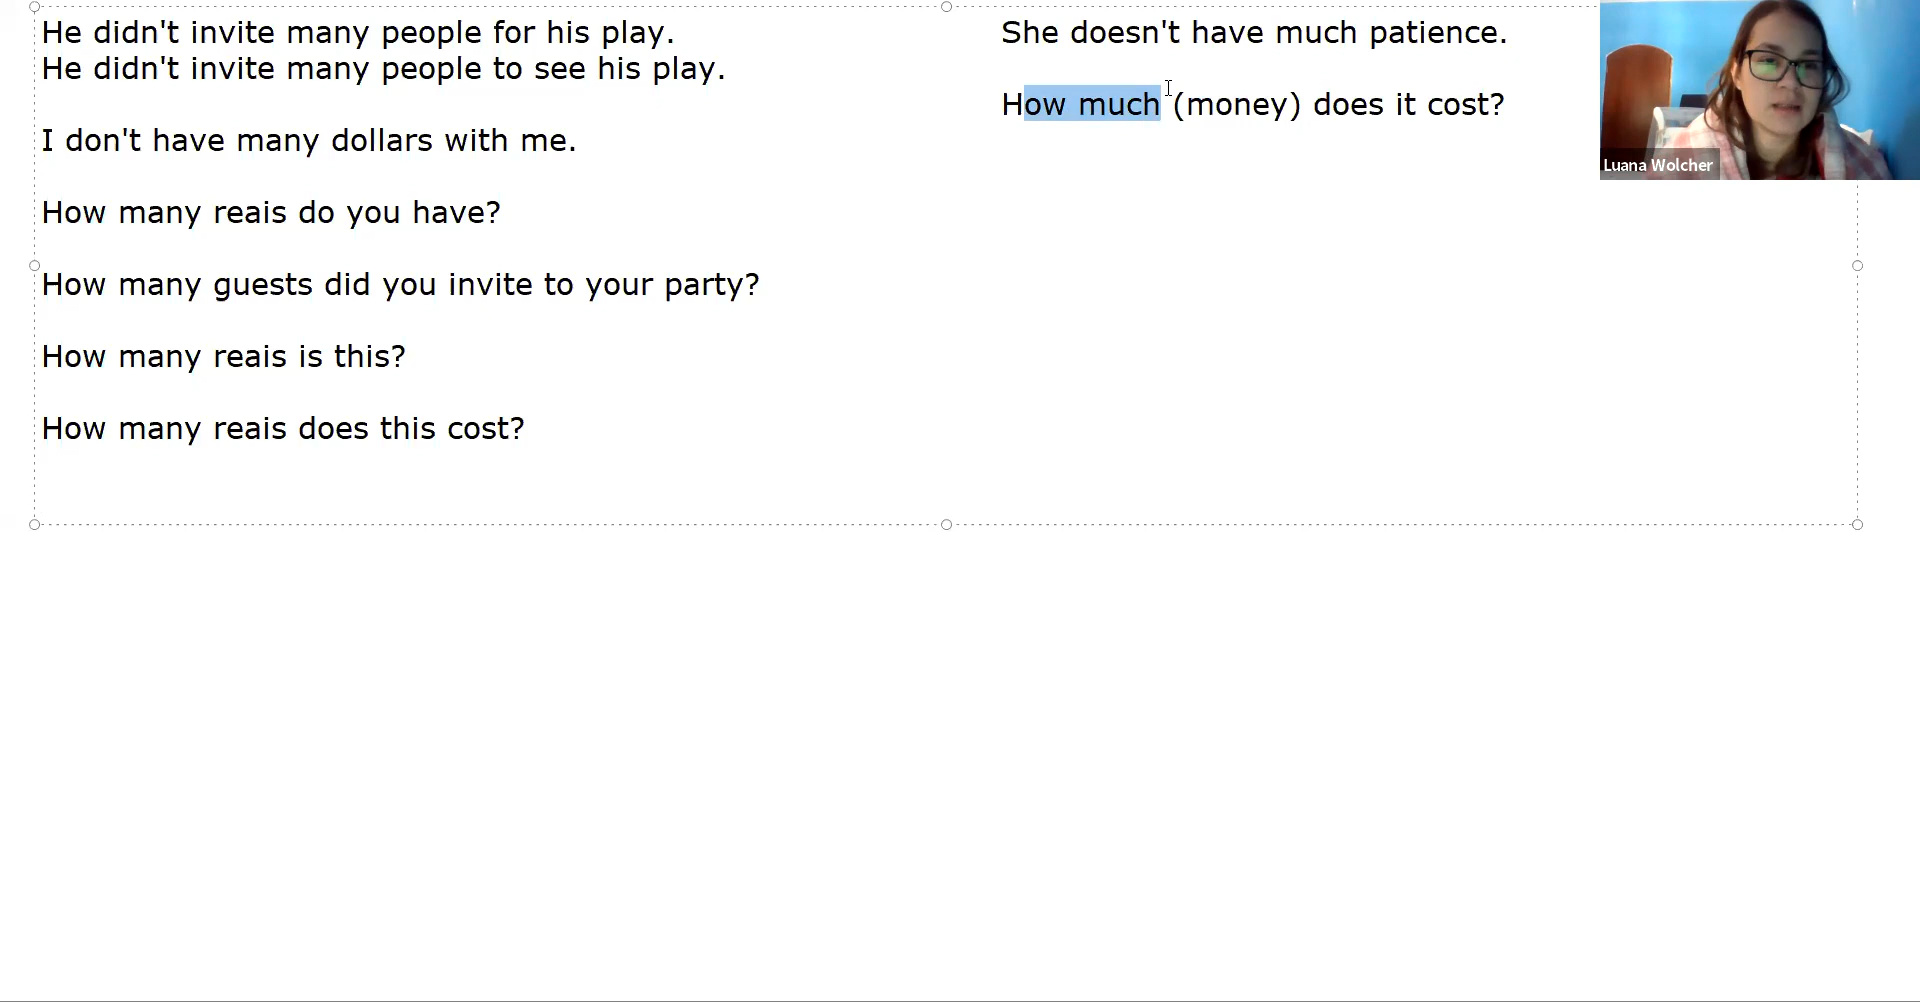 He didn't invite many people for his play.
He didn't invite many people to see his play.
I don't have many dollars with me.
How many reais do you have?
How many guests did you invite to your party?
How many reais is this?
How many reais does this cost?
She doesn't have much patience.
How much (money) does it cost?
Luana Wolcher